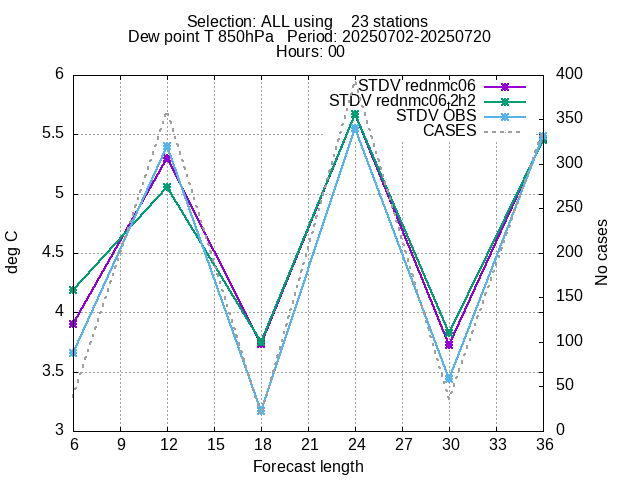 Selection: ALL using    23 stations
Dew point T 850hPa   Period: 20250702-20250720
Hours: 00
STDV rednmc06
STDV rednmc06.2h2
STDV OBS
CASES
deg C
6
5.5
5
4.5
4
3.5
3
400
350
300
250
200
150
100
50
0
No cases
6 9 12 15 18 21 24 27 30 33 36
Forecast length